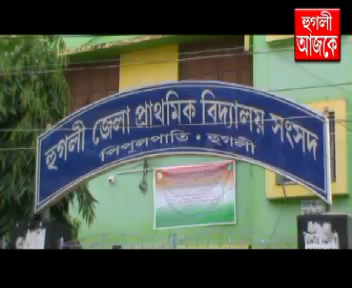 হুগলী
আজকে
হুগলী জেলা প্রাথমিক বিদ্যালয় সংসদ
পিপুলপাতি • হুগলী